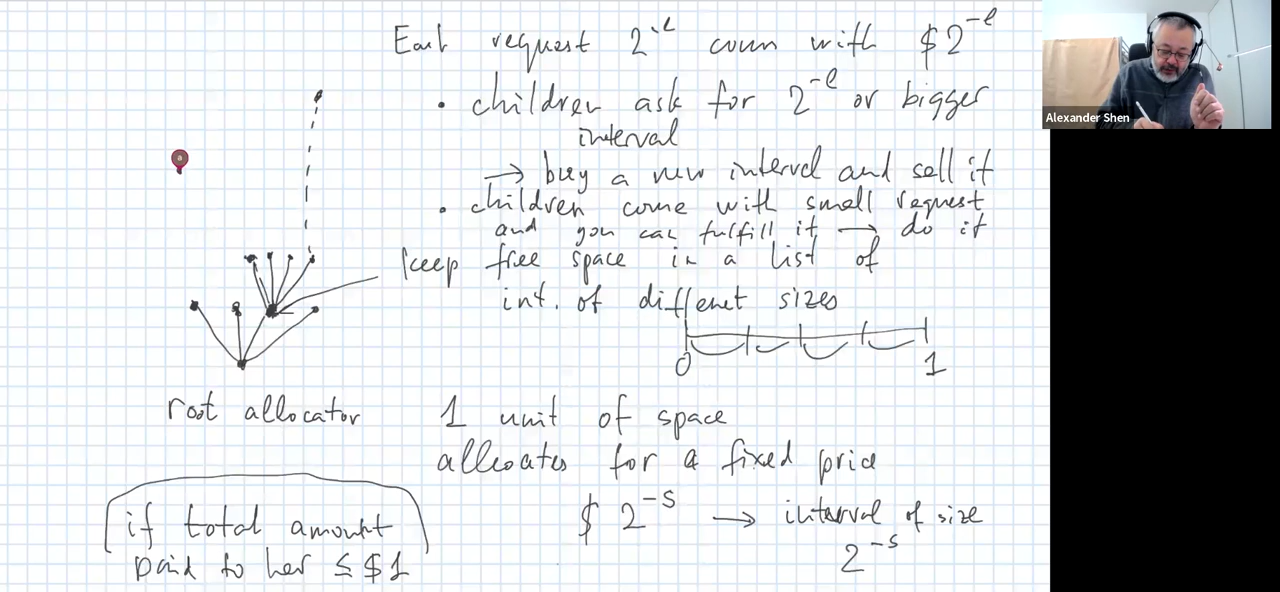 Each request 2^-l comes with $2^-l
• children ask for 2^-l or bigger
interval
→ buy a new interval and sell it
• children come with small request
and you can fulfill it → do it
keep free space in a list of
int. of different sizes
0 1
root allocator
1 unit of space
allocates for a fixed price
$ 2^-s → interval of size
2^-s
if total amount
paid to her ≤ $1
Alexander Shen